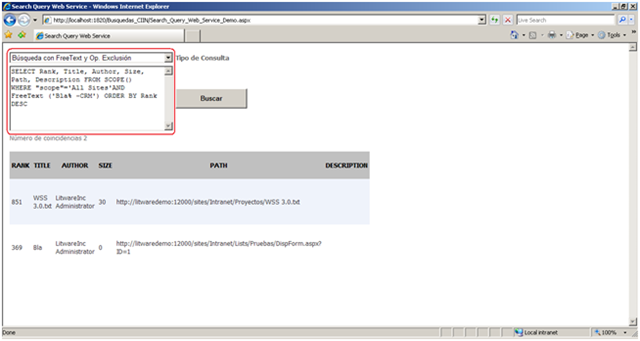 Search Query Web Service - Windows Internet Explorer
http://localhost:1820/Busquedas_CIIN/Search_Query_Web_Service_Demo.aspx
Live Search
Search Query Web Service
Page
Tools
Búsqueda con FreeText y Op. Exclusión
Tipo de Consulta
SELECT Rank, Title, Author, Size,
Path, Description FROM SCOPE()
WHERE "scope"='All Sites'AND
FreeText ('Bla% -CRM') ORDER BY Rank
DESC
Buscar
Número de coincidencias 2
RANK TITLE AUTHOR SIZE PATH DESCRIPTION
851 WSS 3.0.txt LitwareInc Administrator 30 http://litwaredemo:12000/sites/Intranet/Proyectos/WSS 3.0.txt
369 Bla LitwareInc Administrator 0 http://litwaredemo:12000/sites/Intranet/Lists/Pruebas/DispForm.aspx?ID=1
Done
Local intranet
100%